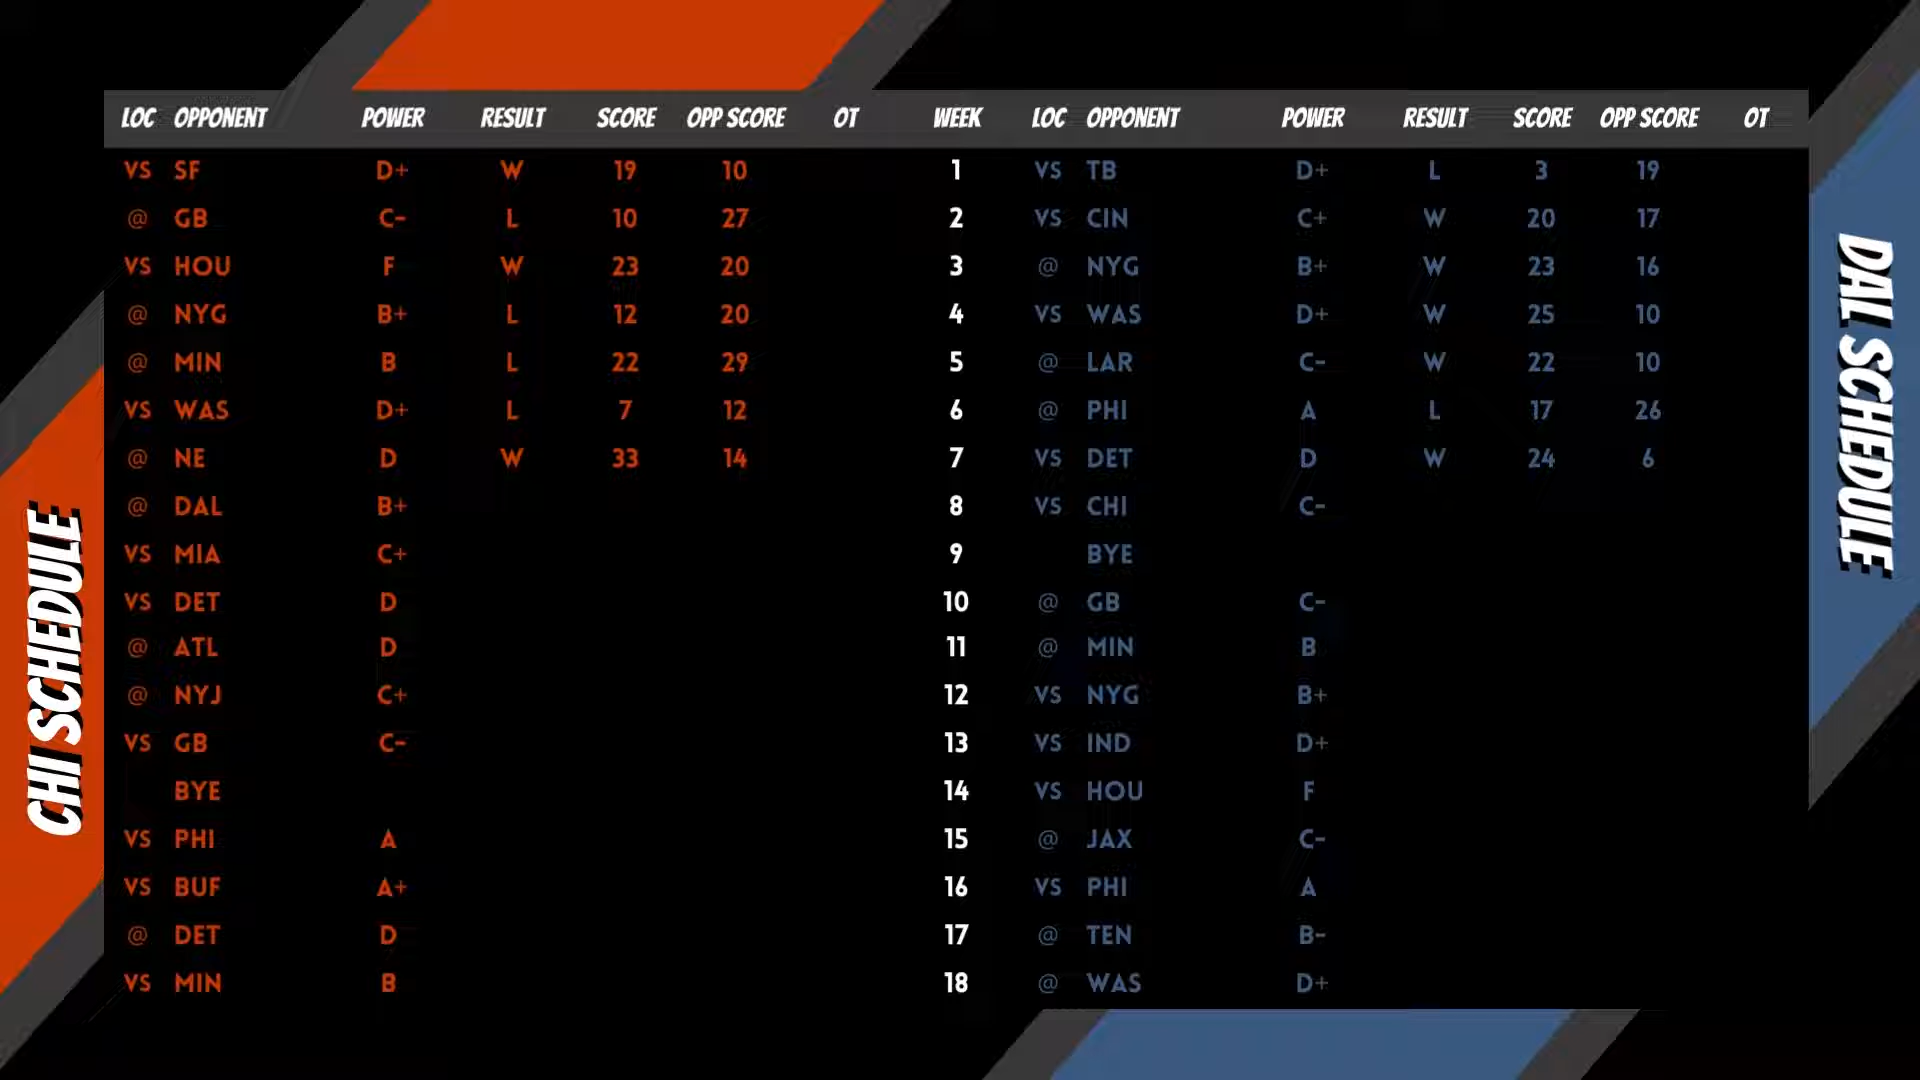 LOC OPPONENT POWER RESULT SCORE OPP SCORE OT WEEK LOC OPPONENT POWER RESULT SCORE OPP SCORE OT
VS SF D+ W 19 10 1 VS TB D+ L 3 19
@ GB C- L 10 27 2 VS CIN C+ W 20 17
VS HOU F W 23 20 3 @ NYG B+ W 23 16
@ NYG B+ L 12 20 4 VS WAS D+ W 25 10
@ MIN B L 22 29 5 @ LAR C- W 22 10
VS WAS D+ L 7 12 6 @ PHI A L 17 26
@ NE D W 33 14 7 VS DET D W 24 6
@ DAL B+ 8 VS CHI C-
VS MIA C+ 9 BYE
VS DET D 10 @ GB C-
@ ATL D 11 @ MIN B
@ NYJ C+ 12 VS NYG B+
VS GB C- 13 VS IND D+
BYE 14 VS HOU F
VS PHI A 15 @ JAX C-
VS BUF A+ 16 VS PHI A
@ DET D 17 @ TEN B-
VS MIN B 18 @ WAS D+
CHI SCHEDULE
DAL SCHEDULE